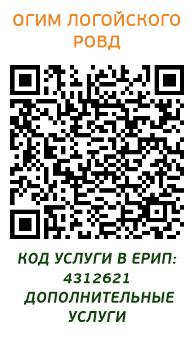 ОГИМ ЛОГОЙСКОГО
РОВД
КОД УСЛУГИ В ЕРИП:
4312621
ДОПОЛНИТЕЛЬНЫЕ
УСЛУГИ